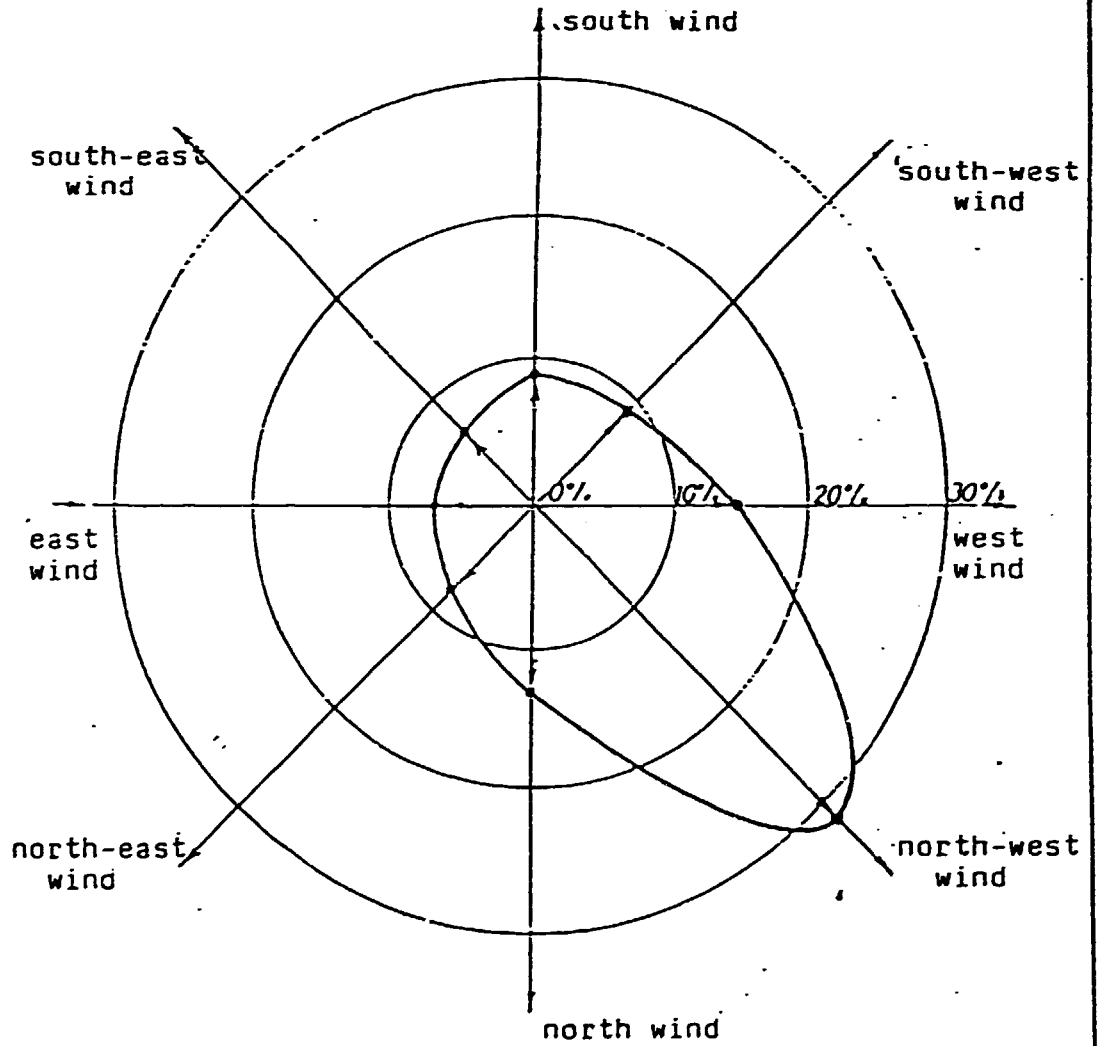 south wind
south-east
wind
south-west
wind
0%
10%
20%
30%
east
wind
west
wind
north-east
wind
north-west
wind
north wind